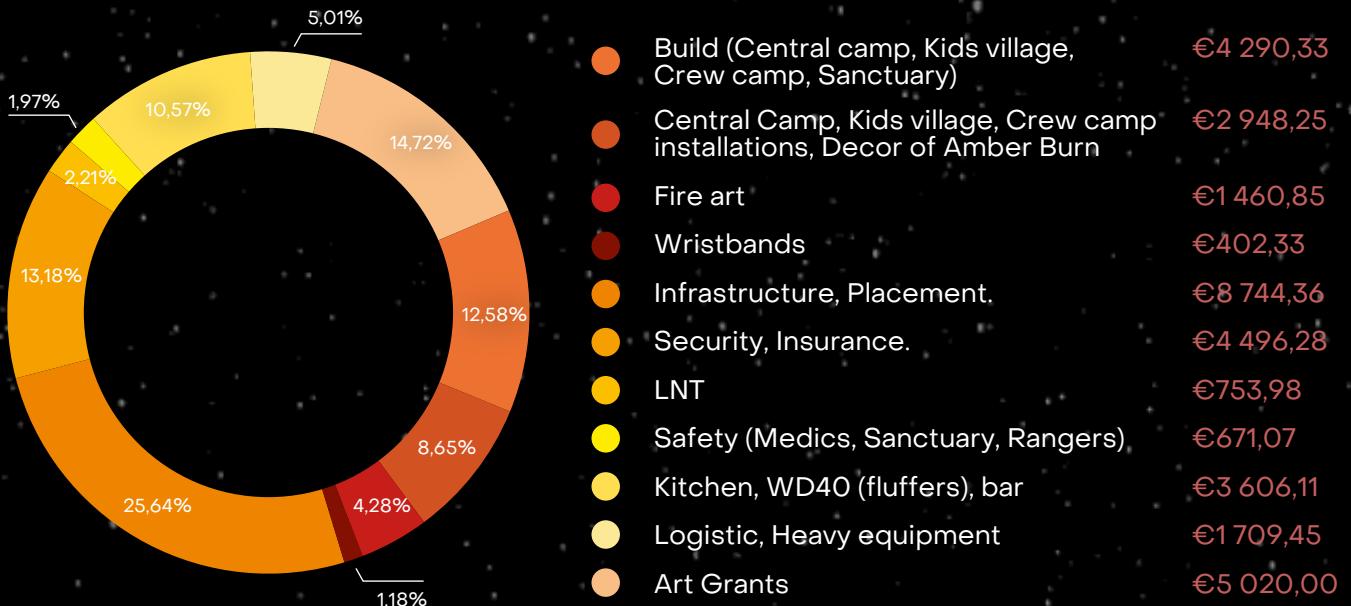 5,01%
1,97%
10,57%
14,72%
2,21%
13,18%
12,58%
8,65%
4,28%
25,64%
1,18%
Build (Central camp, Kids village, €4 290,33
Crew camp, Sanctuary)
Central Camp, Kids village, Crew camp €2 948,25
installations, Decor of Amber Burn
Fire art €1 460,85
Wristbands €402,33
Infrastructure, Placement. €8 744,36
Security, Insurance. €4 496,28
LNT €753,98
Safety (Medics, Sanctuary, Rangers) €671,07
Kitchen, WD40 (fluffers), bar €3 606,11
Logistic, Heavy equipment €1 709,45
Art Grants €5 020,00